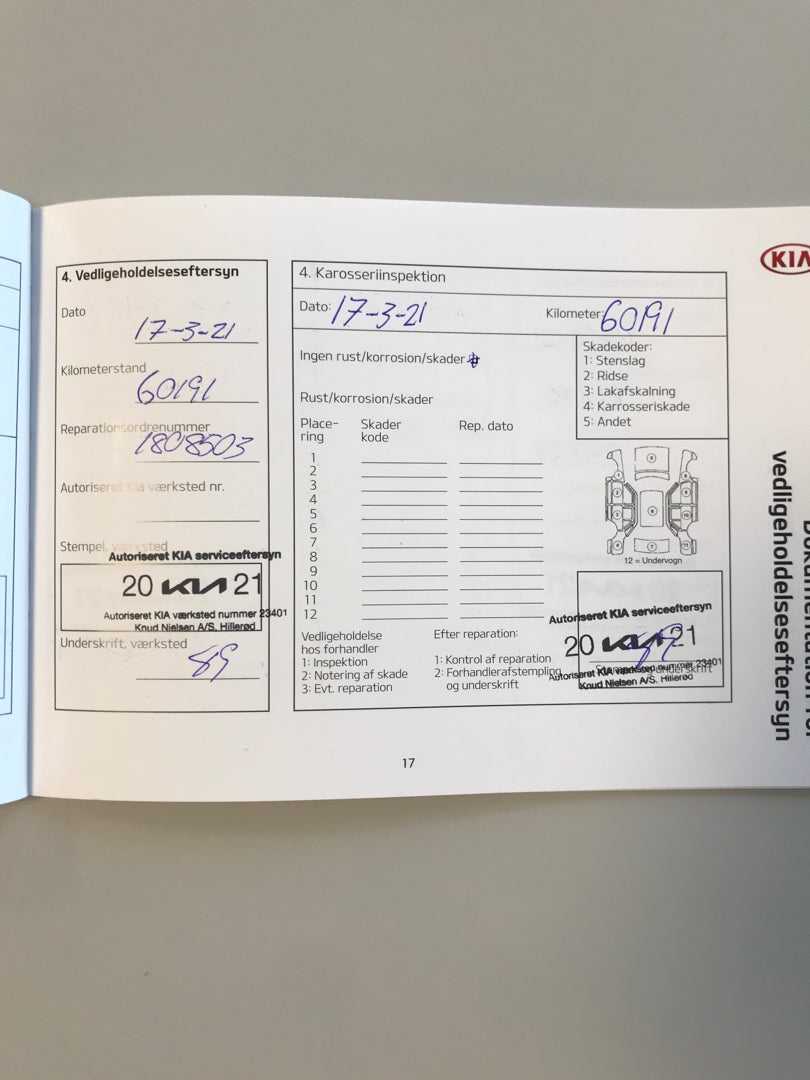 4. Vedligeholdelseseftersyn
Dato
17-3-21
Kilometerstand
60191
Reparationsordrenummer
1808503
Autoriseret Kia værksted nr.
Stempel, værksted
Autoriseret KIA serviceeftersyn
20 KIA 21
Autoriseret KIA værksted nummer 23401
Knud Nielsen A/S, Hillerød
Underskrift, værksted
4. Karosseriinspektion
Dato: 17-3-21
Kilometer: 60191
Ingen rust/korrosion/skader
Rust/korrosion/skader
Skadekoder:
1: Stenslag
2: Ridse
3: Lakafskalning
4: Karrosseriskade
5: Andet
Place-
ring
Skader
kode
Rep. dato
1
2
3
4
5
6
7
8
9
10
11
12
12 = Undervogn
Vedligeholdelse
hos forhandler
1: Inspektion
2: Notering af skade
3: Evt. reparation
Efter reparation:
1: Kontrol af reparation
2: Forhandlerafstempling
og underskrift
Autoriseret KIA serviceeftersyn
20 KIA 21
Autoriseret KIA værksted nummer 23401
Knud Nielsen A/S. Hillerød
17
KIA
vedligeholdelseseftersyn